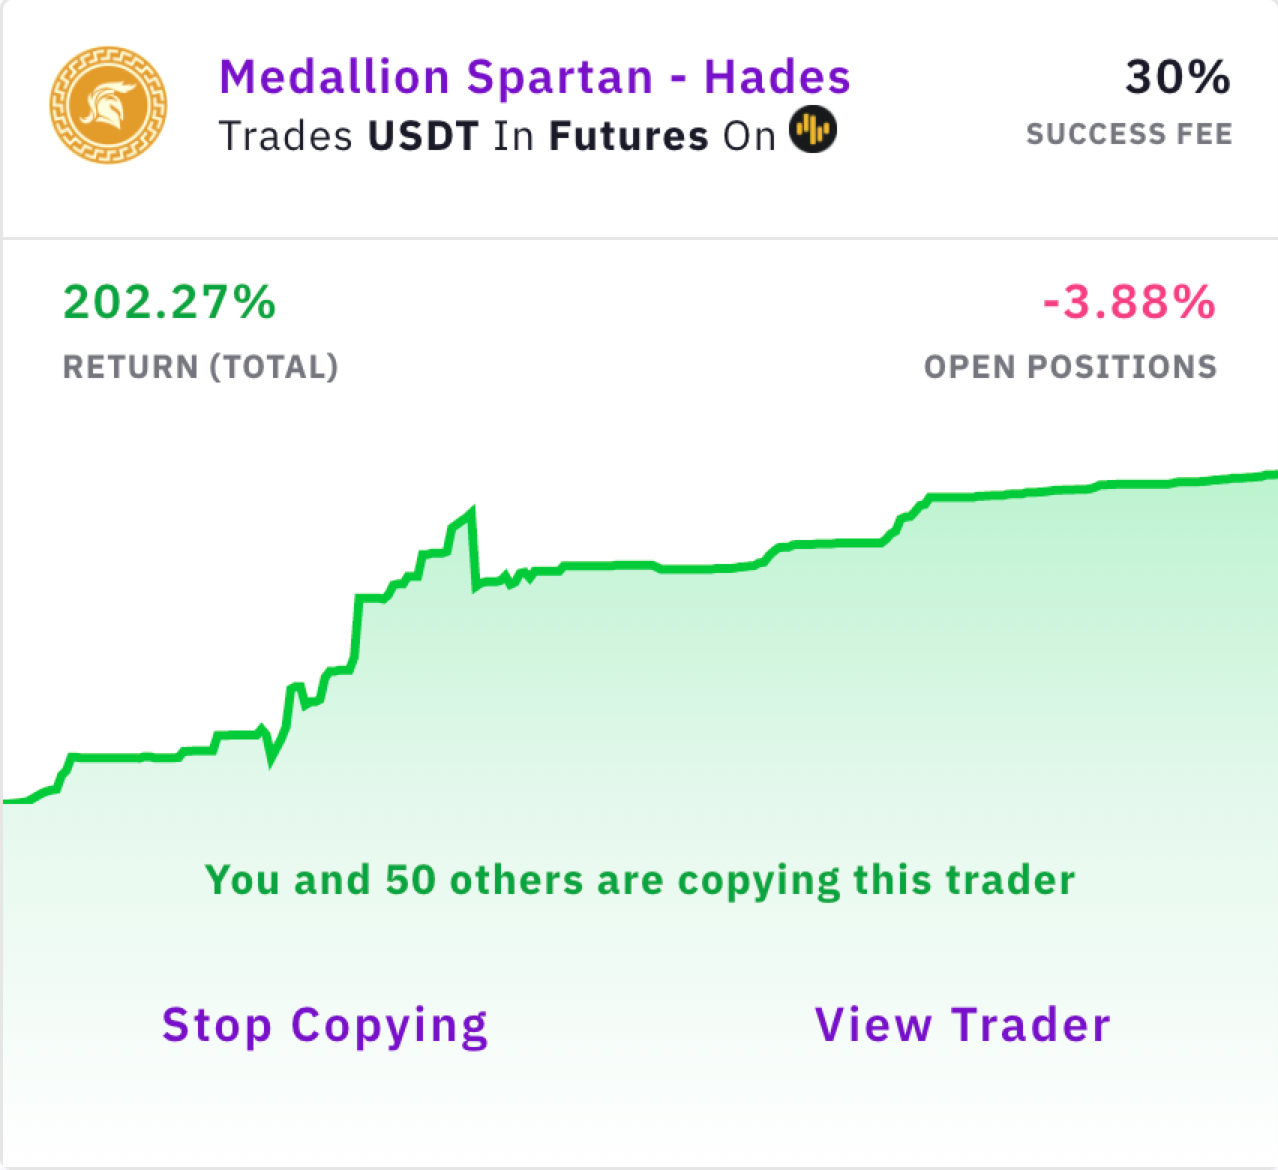 Medallion Spartan - Hades
Trades USDT In Futures On
30%
SUCCESS FEE
202.27%
RETURN (TOTAL)
-3.88%
OPEN POSITIONS
You and 50 others are copying this trader
Stop Copying
View Trader